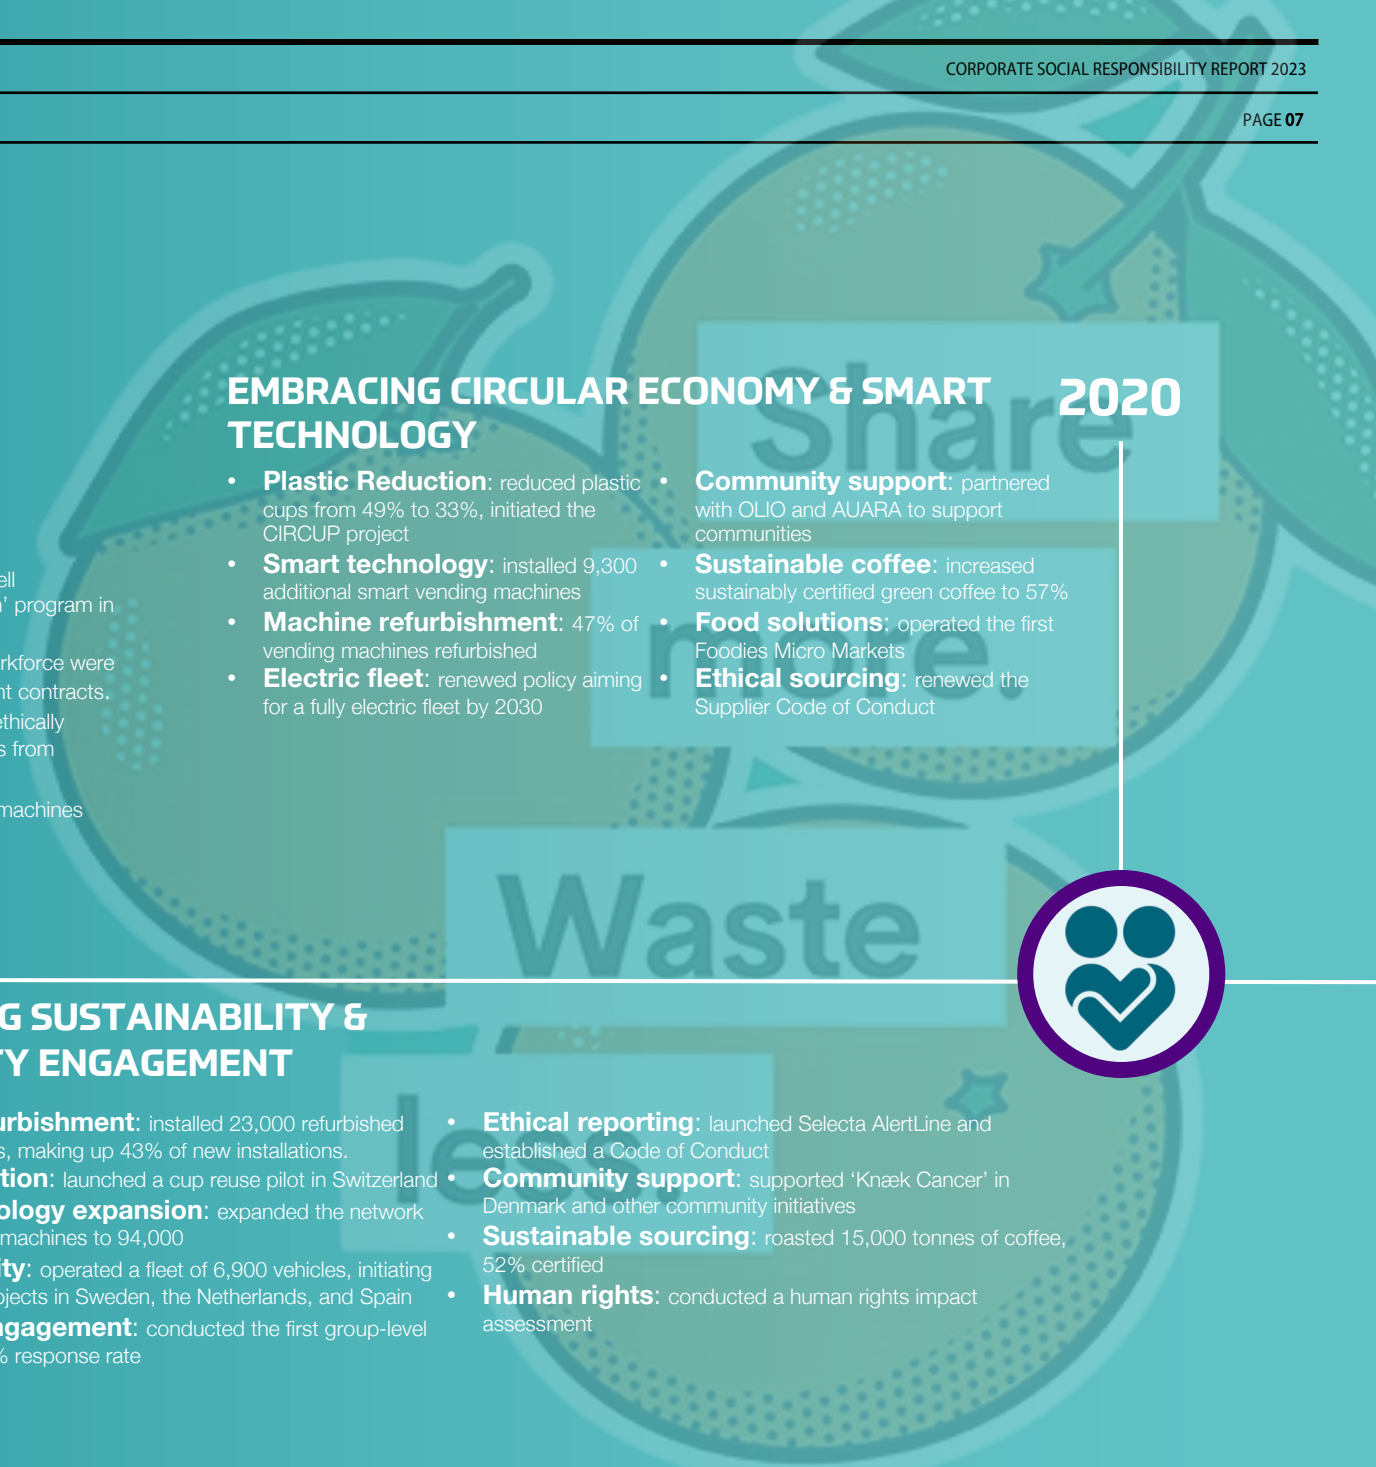 CORPORATE SOCIAL RESPONSIBILITY REPORT 2023
PAGE 07
Share
more.
Waste
less.
EMBRACING CIRCULAR ECONOMY & SMART
TECHNOLOGY
2020
• Plastic Reduction: reduced plastic
cups from 49% to 33%, initiated the
CIRCUP project
• Smart technology: installed 9,300
additional smart vending machines
• Machine refurbishment: 47% of
vending machines refurbished
• Electric fleet: renewed policy aiming
for a fully electric fleet by 2030
• Community support: partnered
with OLIO and AUARA to support
communities
• Sustainable coffee: increased
sustainably certified green coffee to 57%
• Food solutions: operated the first
Foodies Micro Markets
• Ethical sourcing: renewed the
Supplier Code of Conduct
ell
n’ program in
rkforce were
nt contracts.
ethically
s from
machines
G SUSTAINABILITY &
TY ENGAGEMENT
urbishment: installed 23,000 refurbished
s, making up 43% of new installations.
tion: launched a cup reuse pilot in Switzerland
ology expansion: expanded the network
machines to 94,000
ity: operated a fleet of 6,900 vehicles, initiating
ojects in Sweden, the Netherlands, and Spain
ngagement: conducted the first group-level
% response rate
• Ethical reporting: launched Selecta AlertLine and
established a Code of Conduct
• Community support: supported ‘Knæk Cancer’ in
Denmark and other community initiatives
• Sustainable sourcing: roasted 15,000 tonnes of coffee,
52% certified
• Human rights: conducted a human rights impact
assessment